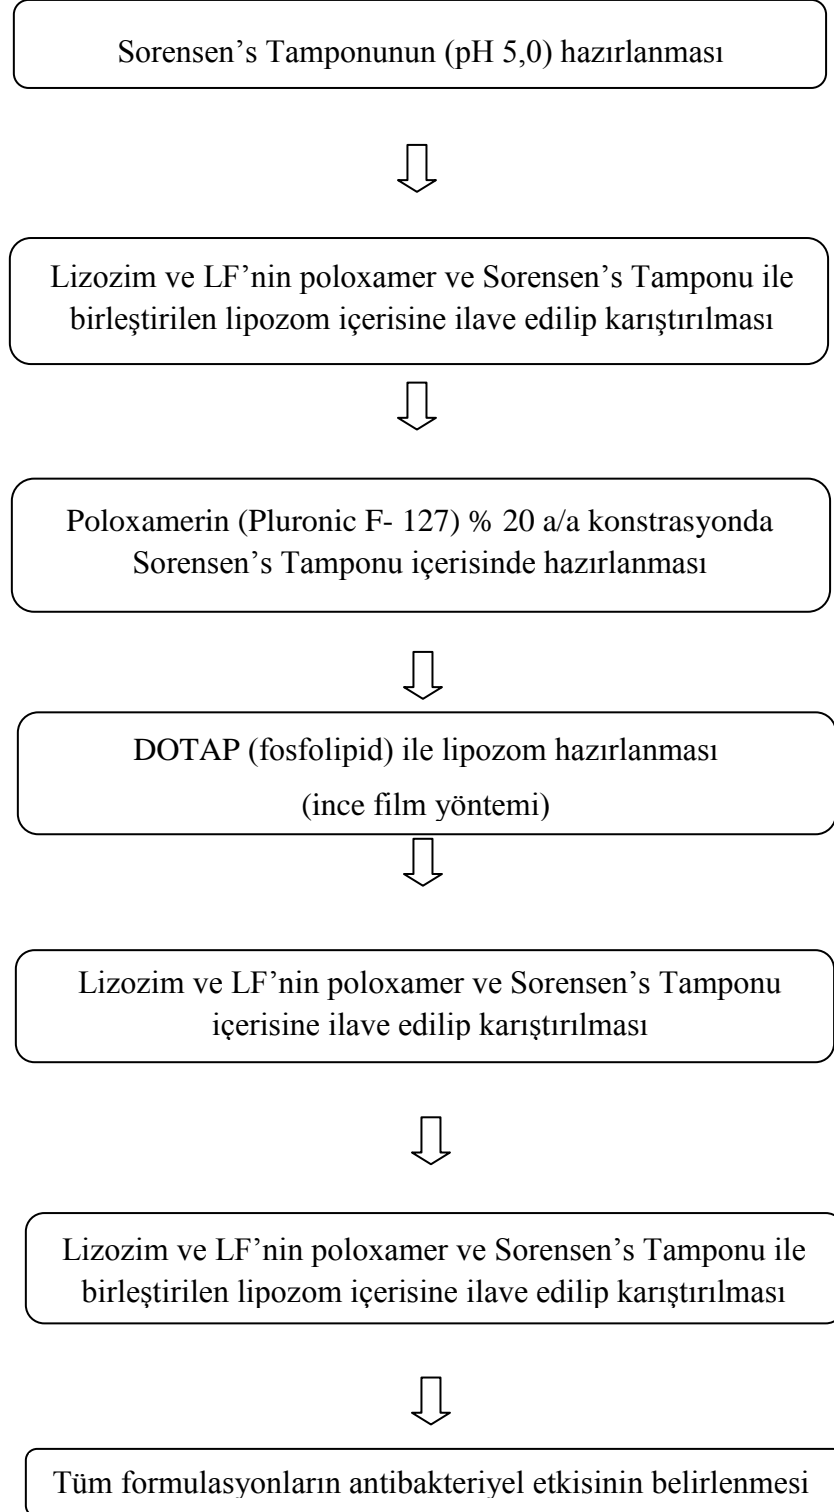 Sorensen’s Tamponunun (pH 5,0) hazırlanması
Lizozim ve LF’nin poloxamer ve Sorensen’s Tamponu ile
birleştirilen lipozom içerisine ilave edilip karıştırılması
Poloxamerin (Pluronic F- 127) % 20 a/a konstrasyonda
Sorensen’s Tamponu içerisinde hazırlanması
DOTAP (fosfolipid) ile lipozom hazırlanması
(ince film yöntemi)
Lizozim ve LF’nin poloxamer ve Sorensen’s Tamponu
içerisine ilave edilip karıştırılması
Lizozim ve LF’nin poloxamer ve Sorensen’s Tamponu ile
birleştirilen lipozom içerisine ilave edilip karıştırılması
Tüm formulasyonların antibakteriyel etkisinin belirlenmesi